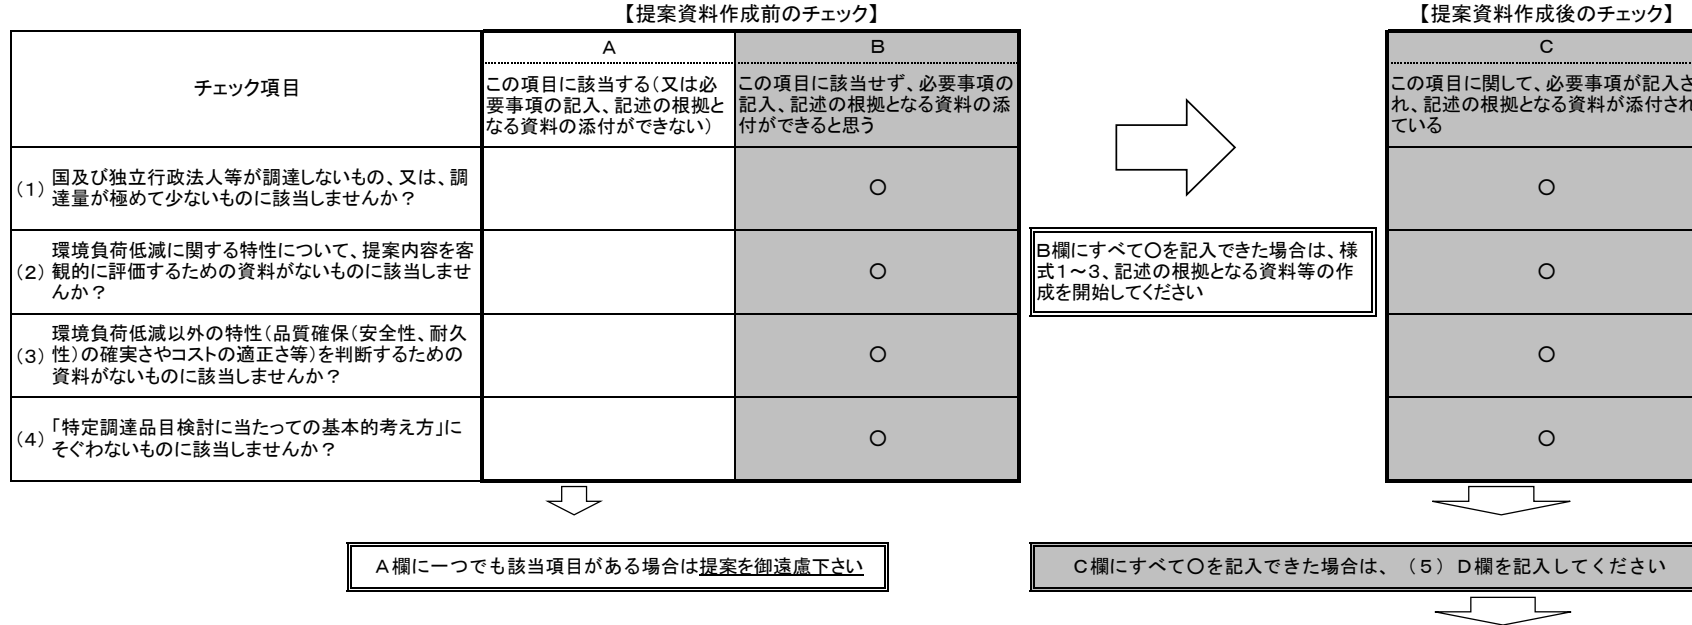 【提案資料作成前のチェック】
【提案資料作成後のチェック】
チェック項目
A
この項目に該当する（又は必
要事項の記入、記述の根拠と
なる資料の添付ができない）
B
この項目に該当せず、必要事項の
記入、記述の根拠となる資料の添
付ができると思う
C
この項目に関して、必要事項が記入さ
れ、記述の根拠となる資料が添付され
ている
（１） 国及び独立行政法人等が調達しないもの、又は、調
達量が極めて少ないものに該当しませんか？
○
○
（２） 環境負荷低減に関する特性について、提案内容を客
観的に評価するための資料がないものに該当しませ
んか？
○
○
B欄にすべて○を記入できた場合は、様
式１～３、記述の根拠となる資料等の作
成を開始してください
（３） 環境負荷低減以外の特性（品質確保（安全性、耐久
性）の確実さやコストの適正さ等）を判断するための
資料がないものに該当しませんか？
○
○
（４） 「特定調達品目検討に当たっての基本的考え方」に
そぐわないものに該当しませんか？
○
○
A欄に一つでも該当項目がある場合は提案を御遠慮下さい
C欄にすべて○を記入できた場合は、（５）D欄を記入してください